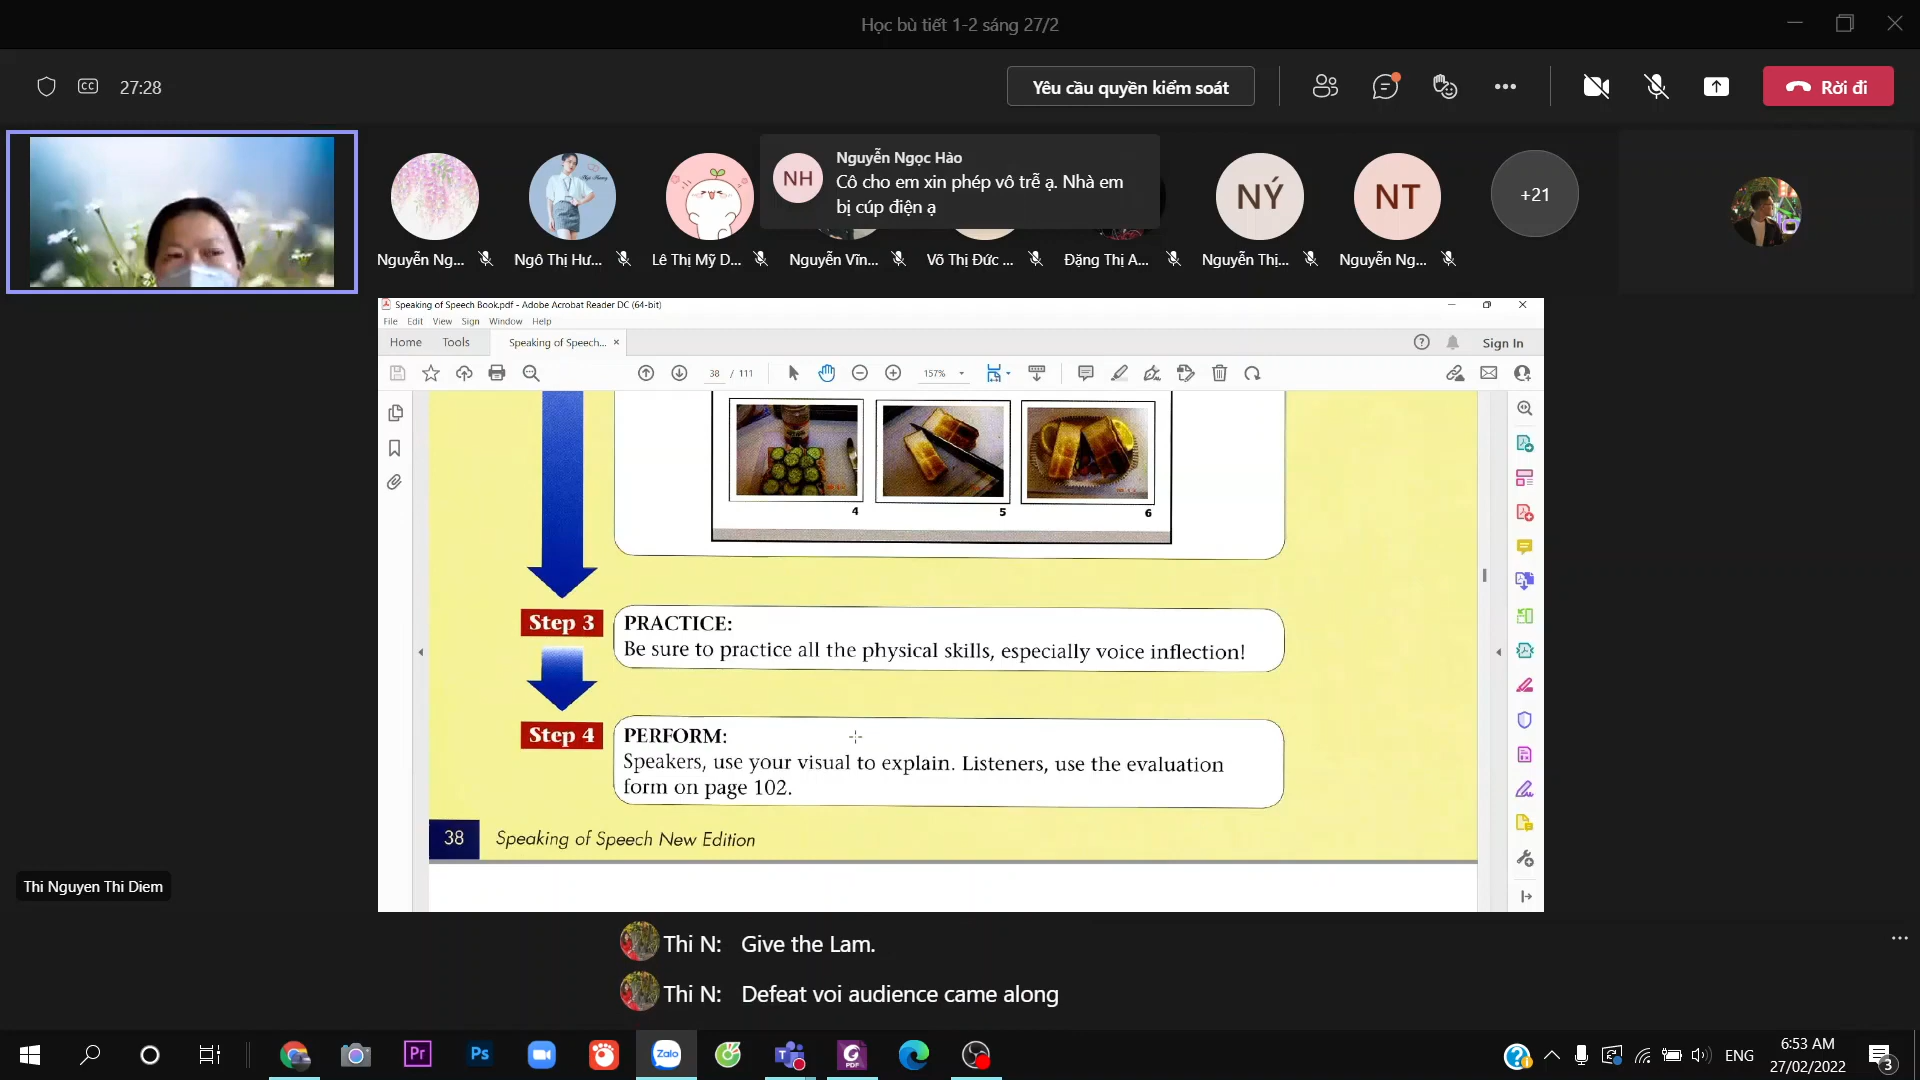 Học bù tiết 1-2 sáng 27/2
CC
27:28
Yêu cầu quyền kiểm soát
Rời đi
Nguyễn Ngọc Hào
NH
Cô cho em xin phép vô trễ ạ. Nhà em
bị cúp điện ạ
NÝ
NT
+21
Nguyễn Ng...
Ngô Thị Hư...
Lê Thị Mỹ D...
Nguyễn Vĩn...
Võ Thị Đức ...
Đặng Thị A...
Nguyễn Thị...
Nguyễn Ng...
Speaking of Speech Book.pdf - Adobe Acrobat Reader DC (64-bit)
File Edit View Sign Window Help
Home Tools Speaking of Speech... ×
Sign In
38 / 111
157%
4
5
6
Step 3
PRACTICE:
Be sure to practice all the physical skills, especially voice inflection!
Step 4
PERFORM:
Speakers, use your visual to explain. Listeners, use the evaluation
form on page 102.
38
Speaking of Speech New Edition
Thi Nguyen Thi Diem
Thi N: Give the Lam.
Thi N: Defeat voi audience came along
Pr
Ps
Zalo
PDF
ENG
6:53 AM
27/02/2022
3